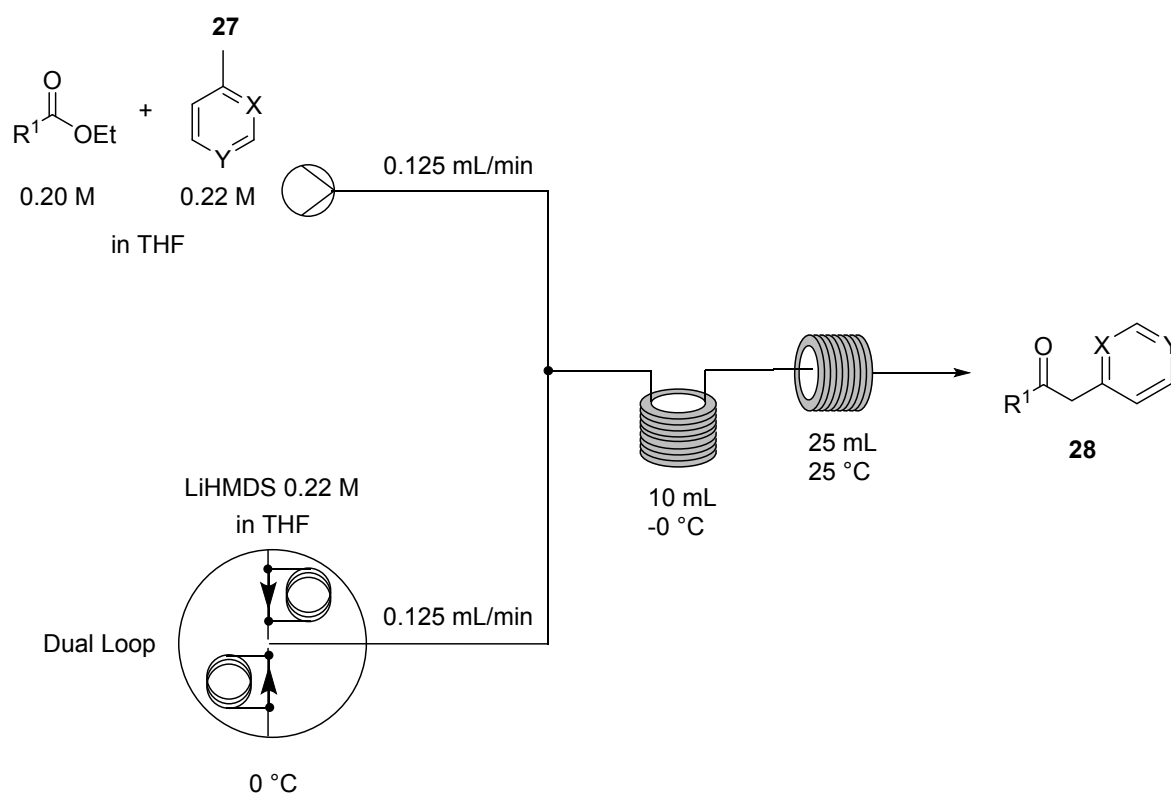 27
O
R1
OEt
+
X
Y
0.20 M
0.22 M
in THF
0.125 mL/min
LiHMDS 0.22 M
in THF
Dual Loop
0.125 mL/min
0 °C
10 mL
-0 °C
25 mL
25 °C
O
R1
X
Y
28